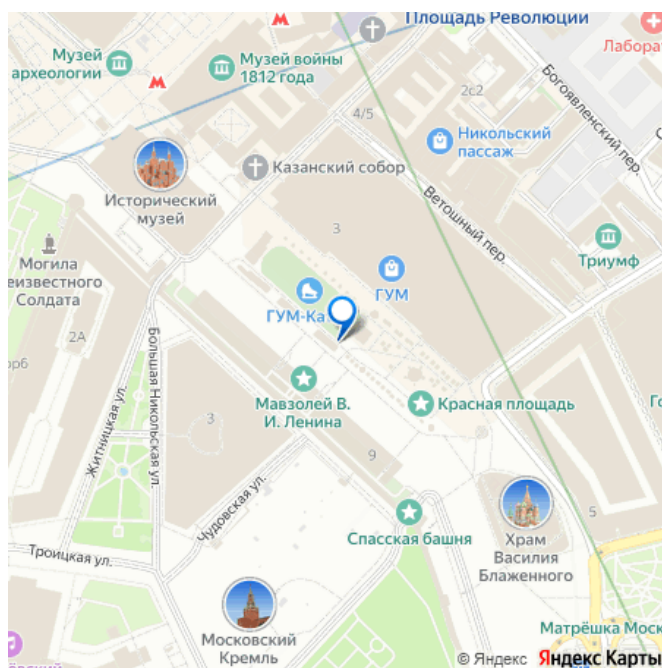 Площадь Революции
Лабора
Музей
археологии
Музей войны
1812 года
2с2
4/5
Богоявленский пер.
Никольский
пассаж
Казанский собор
Ветошный пер.
Исторический
музей
3
Триумф
Могила
еизвестного
Солдата
ГУМ
ГУМ-Ка
2А
орб
Большая Никольская ул.
Житницкая ул.
Мавзолей В.
И. Ленина
Красная площадь
3
9
Чудовская ул.
5
Спасская башня
Храм
Василия
Блаженного
Троицкая ул.
Матрёшка Моск
Московский
Кремль
© Яндекс Яндекс Карты